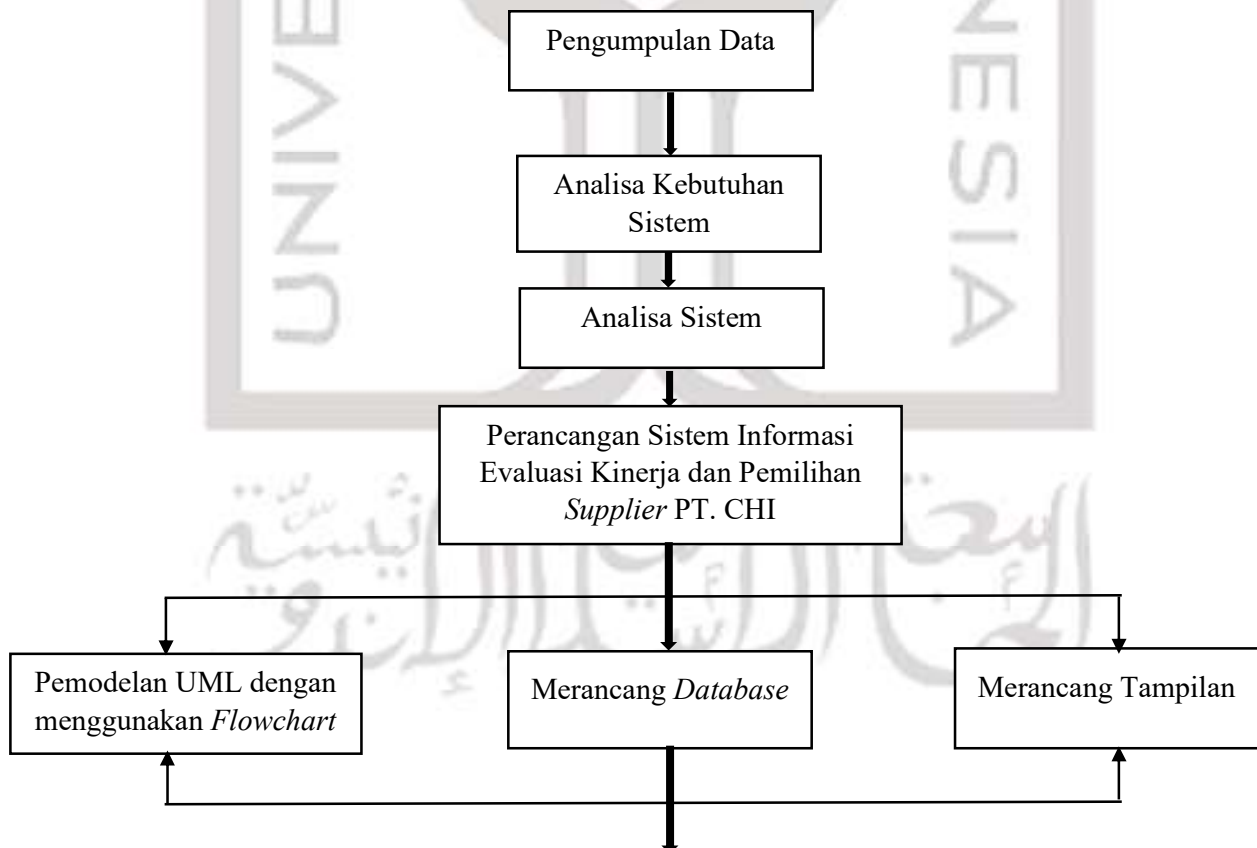 Pengumpulan Data
Analisa Kebutuhan
Sistem
Analisa Sistem
Perancangan Sistem Informasi
Evaluasi Kinerja dan Pemilihan
Supplier PT. CHI
Pemodelan UML dengan
menggunakan Flowchart
Merancang Database
Merancang Tampilan